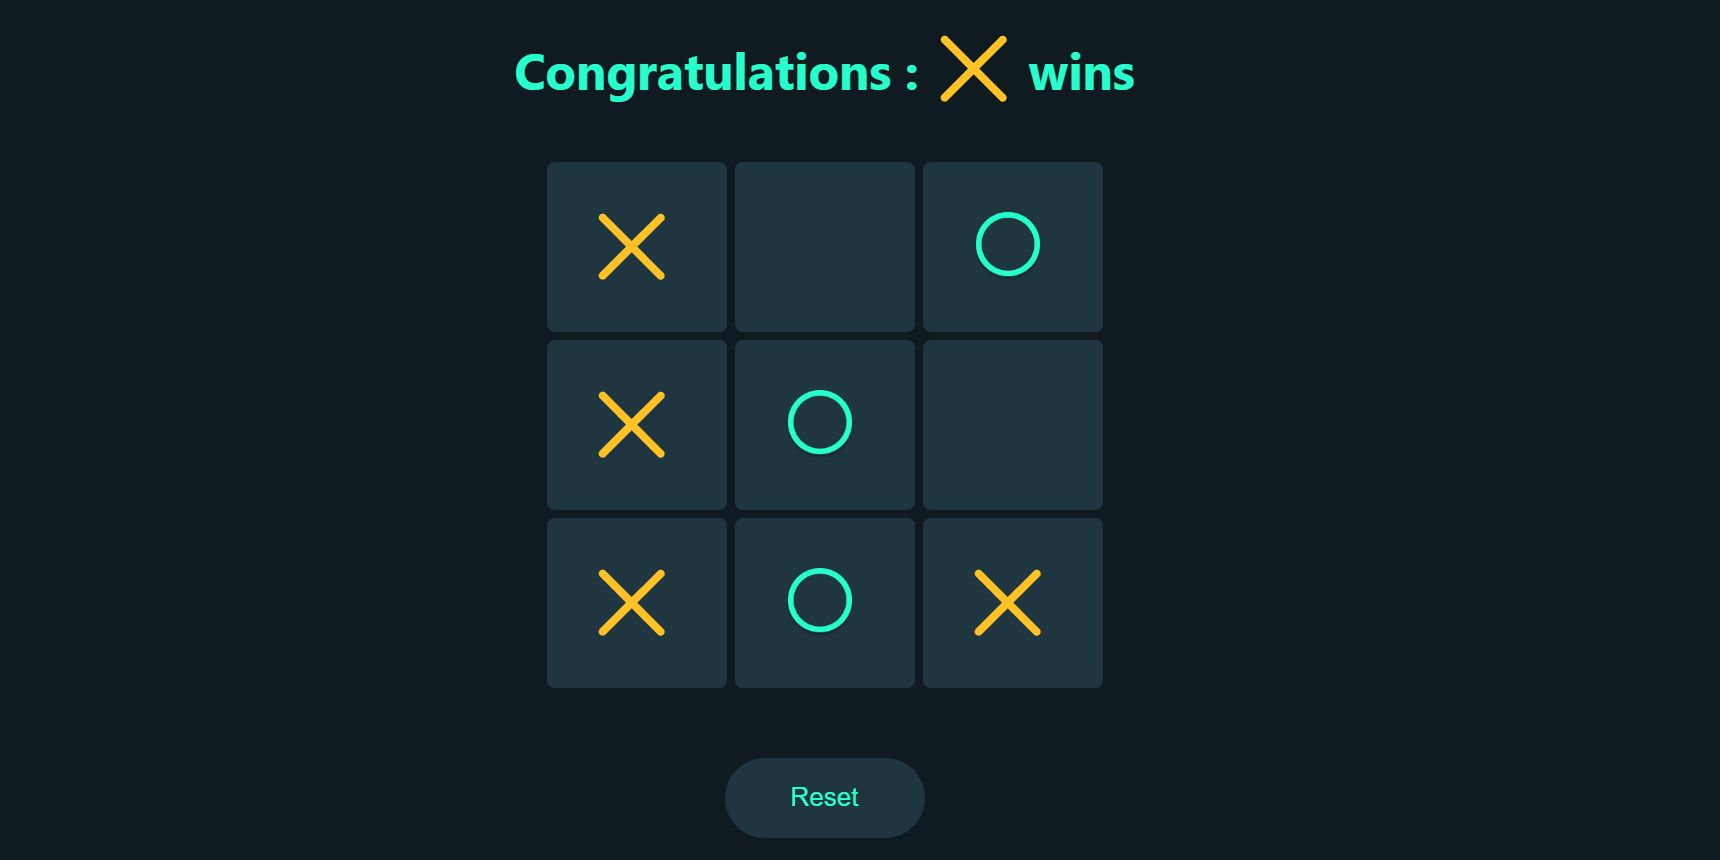 Congratulations : X wins
X O
X O
X O X
Reset